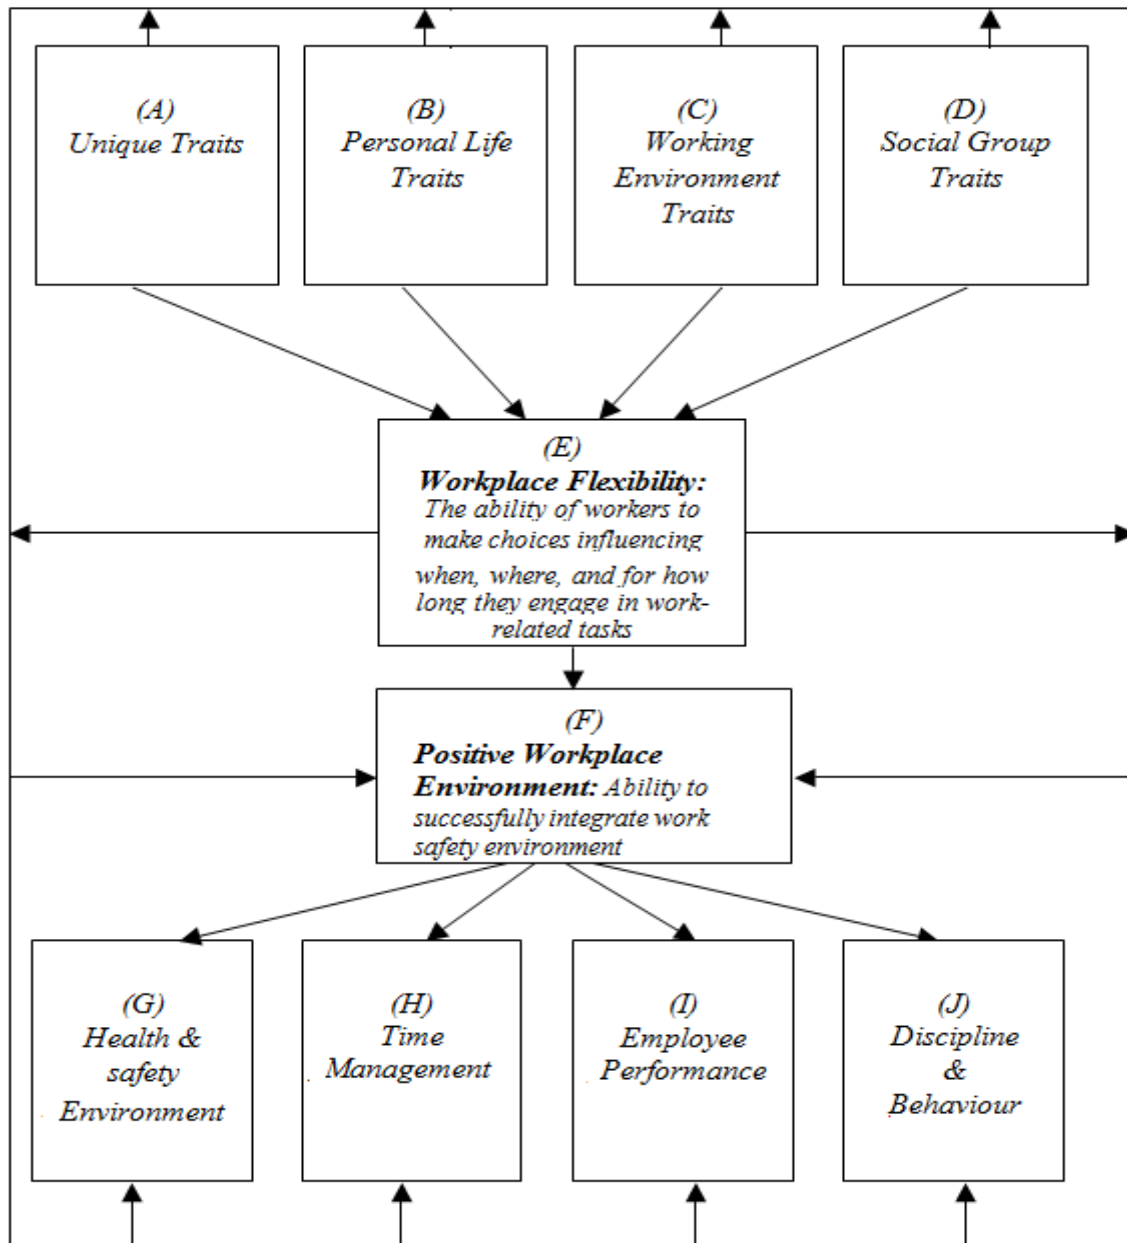 (A)
Unique Traits
(B)
Personal Life
Traits
(C)
Working
Environment
Traits
(D)
Social Group
Traits
(E)
Workplace Flexibility:
The ability of workers to
make choices influencing
when, where, and for how
long they engage in work-
related tasks
(F)
Positive Workplace
Environment: Ability to
successfully integrate work
safety environment
(G)
Health &
safety
Environment
(H)
Time
Management
(I)
Employee
Performance
(J)
Discipline
&
Behaviour